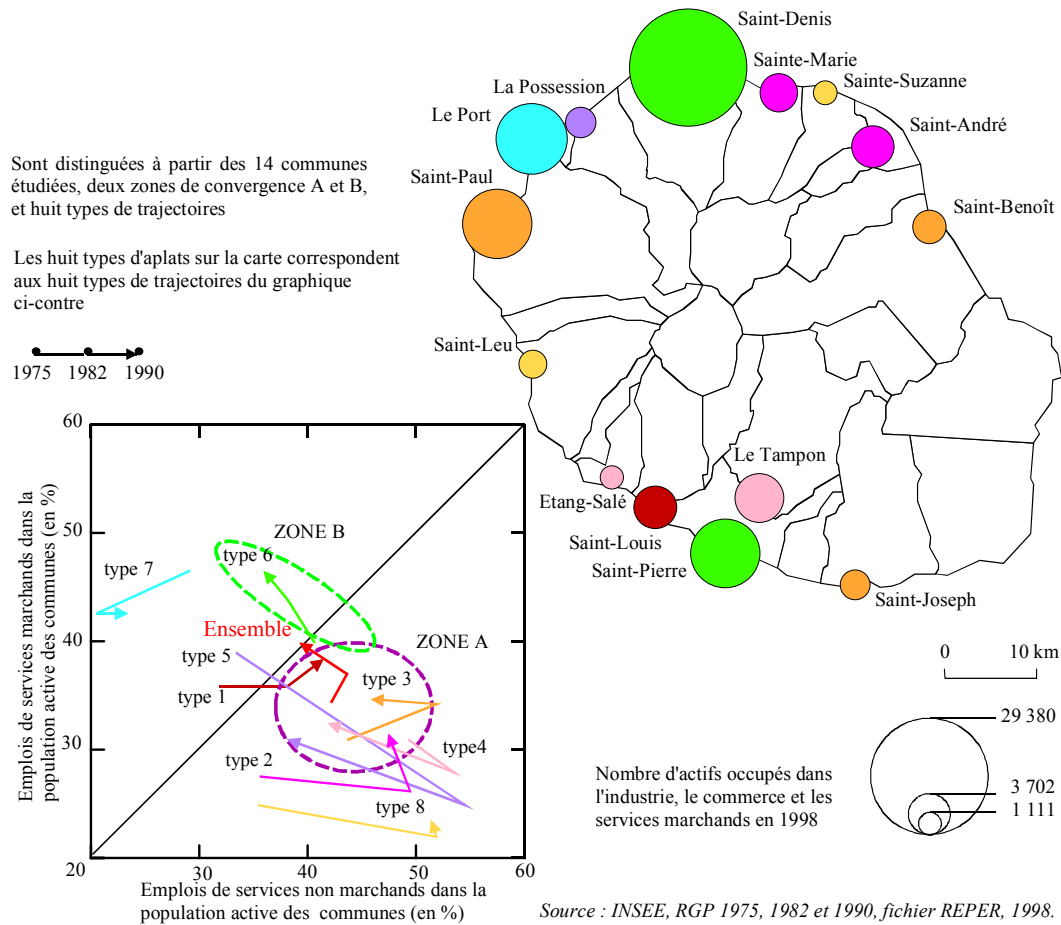 Saint-Denis
Sainte-Marie
Sainte-Suzanne
La Possession
Le Port
Saint-André
Saint-Paul
Saint-Benoît
Saint-Leu
Le Tampon
Etang-Salé
Saint-Louis
Saint-Pierre
Saint-Joseph
Sont distinguées à partir des 14 communes
étudiées, deux zones de convergence A et B,
et huit types de trajectoires
Les huit types d'aplats sur la carte correspondent
aux huit types de trajectoires du graphique
ci-contre
1975 1982 1990
Emplois de services marchands dans la
population active des communes (en %)
60
50
40
30
20
30
40
50
60
ZONE B
type 6
type 7
Ensemble
ZONE A
type 5
type 1
type 3
type 2
type4
type 8
Emplois de services non marchands dans la
population active des communes (en %)
0 10 km
29 380
3 702
1 111
Nombre d'actifs occupés dans
l'industrie, le commerce et les
services marchands en 1998
Source : INSEE, RGP 1975, 1982 et 1990, fichier REPER, 1998.